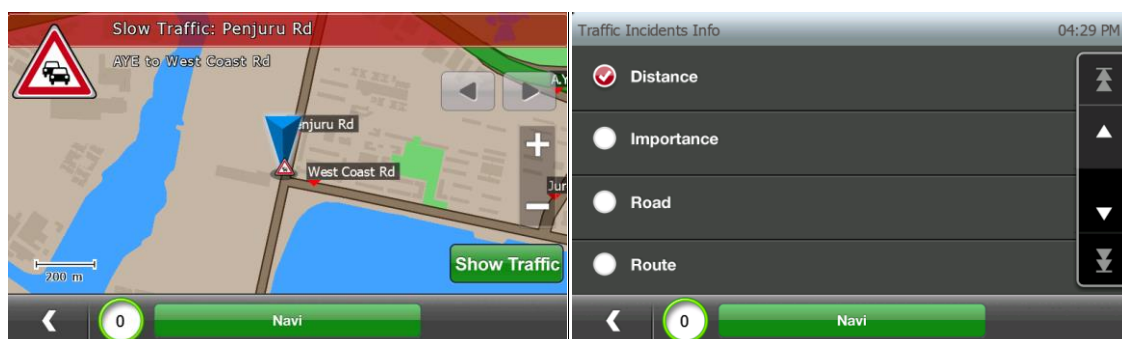 Slow Traffic: Penjuru Rd
AYE to West Coast Rd
A.Y
enjuru Rd
West Coast Rd
Jur
200 m
Show Traffic
0
Navi
Traffic Incidents Info
04:29 PM
Distance
Importance
Road
Route
0
Navi